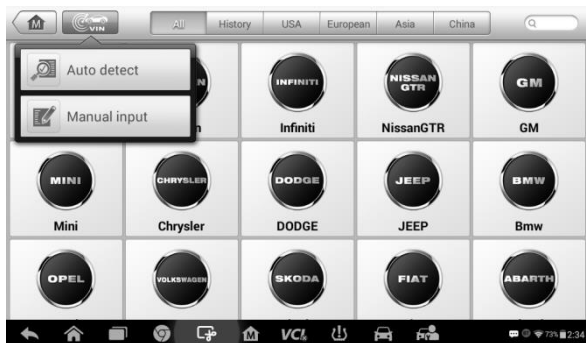 M VIN All History USA European Asia China
Auto detect
Manual input
N INFINITI NISSAN GTR GM
n Infiniti NissanGTR GM
MINI CHRYSLER DODGE JEEP BMW
Mini Chrysler DODGE JEEP Bmw
OPEL VOLKSWAGEN SKODA FIAT ABARTH
M VCI 73% 2:34